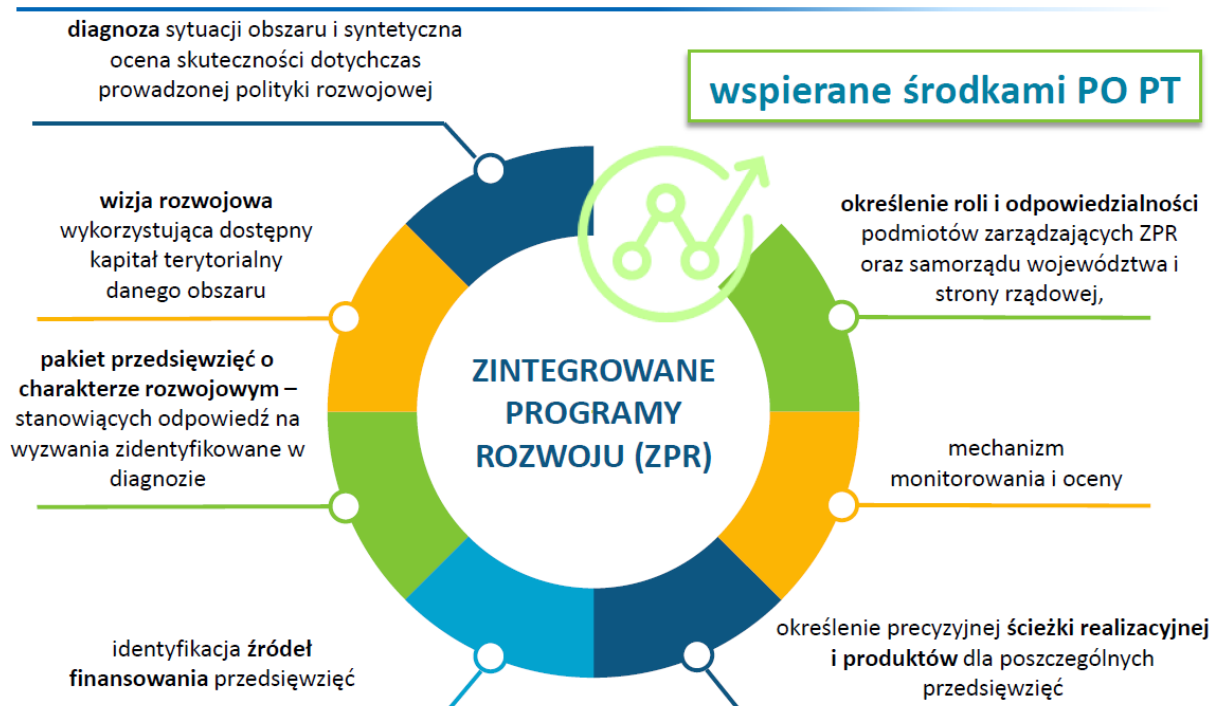 diagnoza sytuacji obszaru i syntetyczna
ocena skuteczności dotychczas
prowadzonej polityki rozwojowej
wspierane środkami PO PT
wizja rozwojowa
wykorzystująca dostępny
kapitał terytorialny
danego obszaru
określenie roli i odpowiedzialności
podmiotów zarządzających ZPR
oraz samorządu województwa i
strony rządowej,
pakiet przedsięwzięć o
charakterze rozwojowym –
stanowiących odpowiedź na
wyzwania zidentyfikowane w
diagnozie
ZINTEGROWANE
PROGRAMY
ROZWOJU (ZPR)
mechanizm
monitorowania i oceny
identyfikacja źródeł
finansowania przedsięwzięć
określenie precyzyjnej ścieżki realizacyjnej
i produktów dla poszczególnych
przedsięwzięć